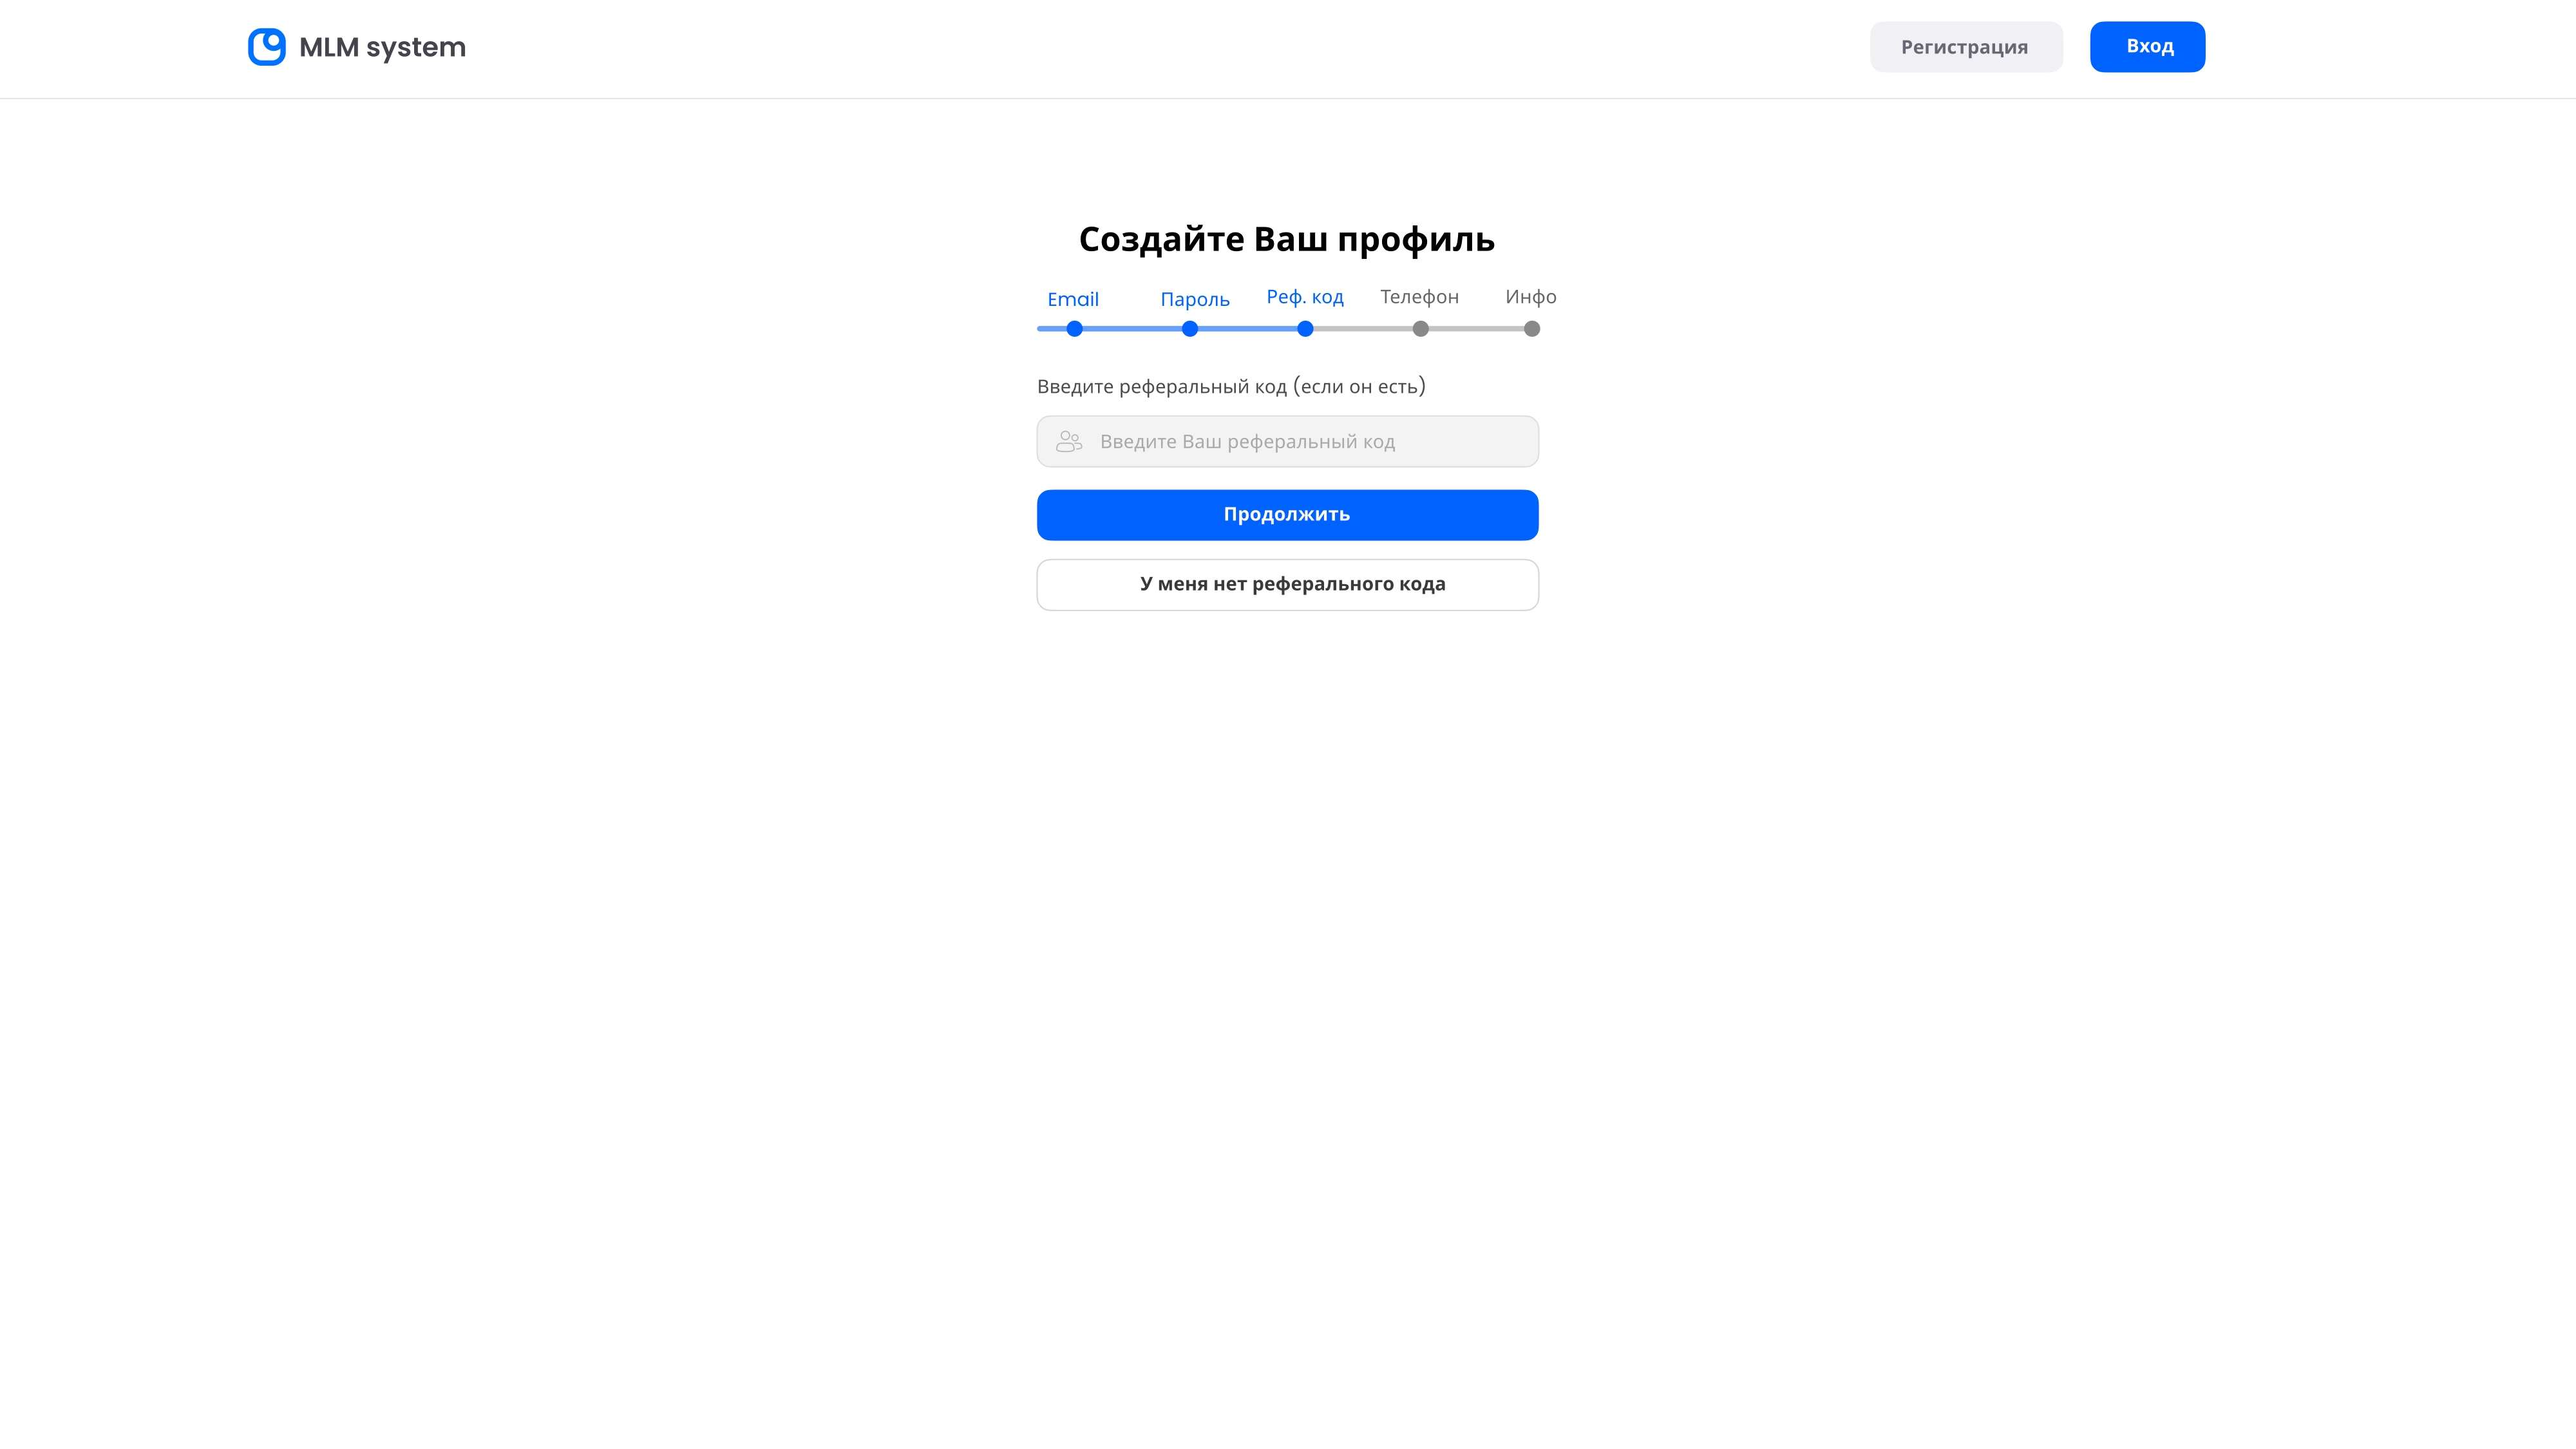 MLM system
Регистрация
Вход
Создайте Ваш профиль
Email
Пароль
Реф. код
Телефон
Инфо
Введите реферальный код (если он есть)
Введите Ваш реферальный код
Продолжить
У меня нет реферального кода